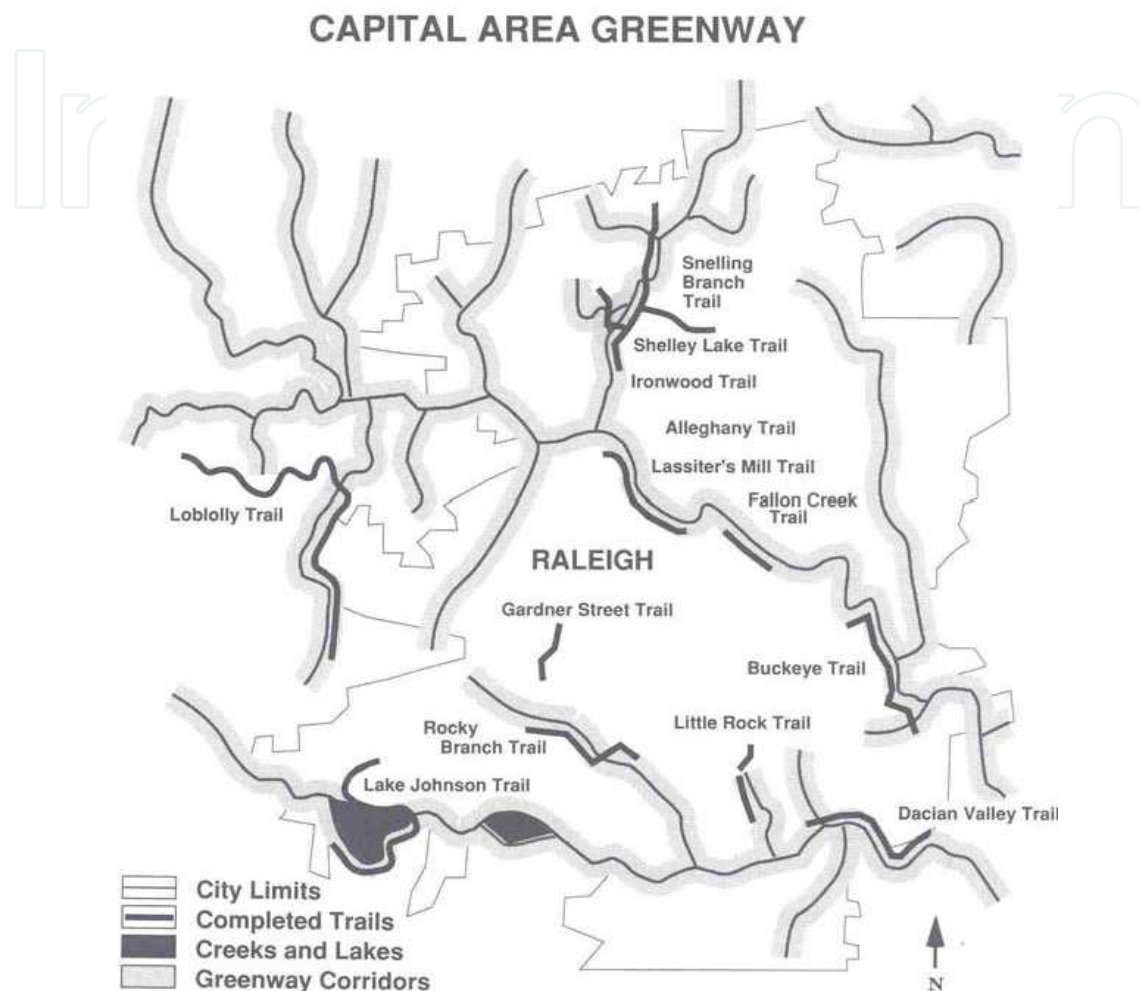 CAPITAL AREA GREENWAY
Snelling
Branch
Trail
Shelley Lake Trail
Ironwood Trail
Alleghany Trail
Lassiter's Mill Trail
Fallon Creek
Trail
Loblolly Trail
RALEIGH
Gardner Street Trail
Buckeye Trail
Little Rock Trail
Rocky
Branch Trail
Lake Johnson Trail
Dacian Valley Trail
City Limits
Completed Trails
Creeks and Lakes
Greenway Corridors
N